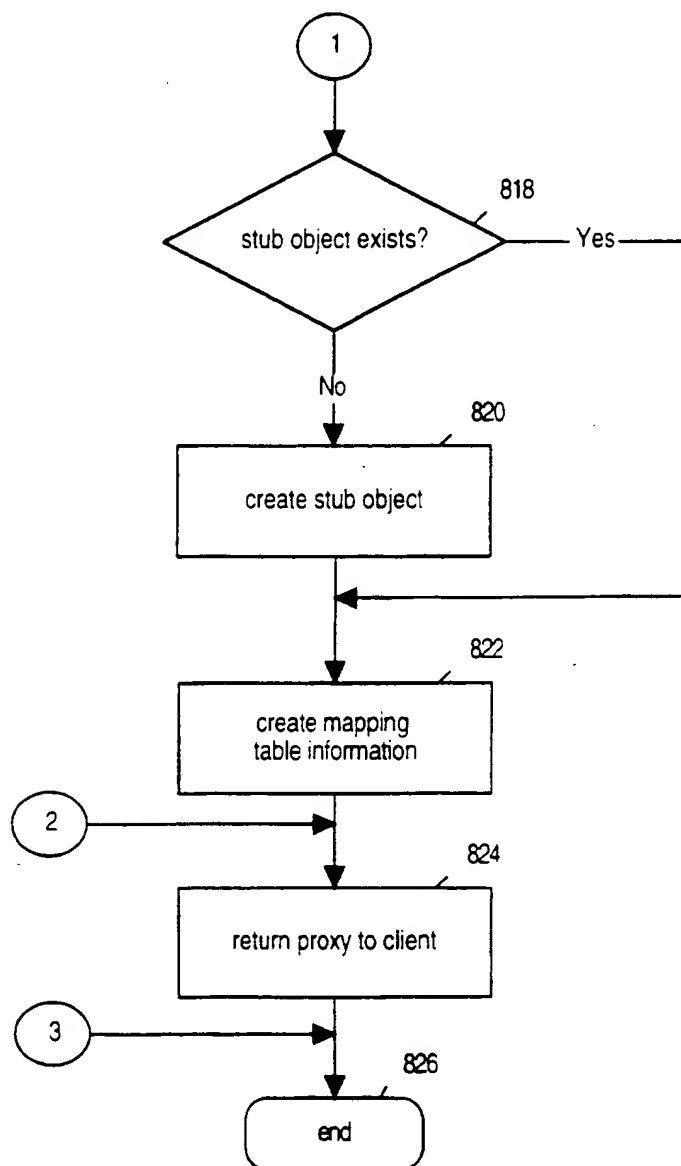 1
818
stub object exists?
Yes
No
820
create stub object
822
create mapping
table information
2
824
return proxy to client
3
826
end